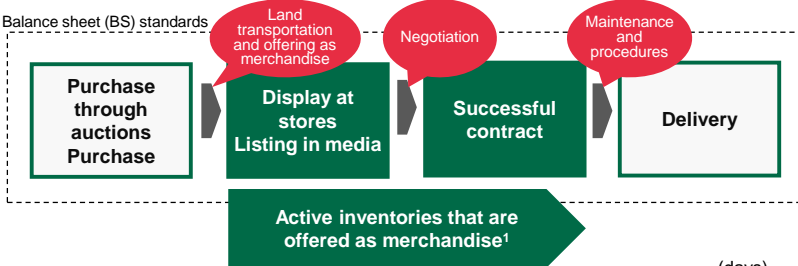 Balance sheet (BS) standards
Land
transportation
and offering as
merchandise
Negotiation
Maintenance
and
procedures
Purchase
through
auctions
Purchase
Display at
stores
Listing in media
Successful
contract
Delivery
Active inventories that are
offered as merchandise¹
(days)